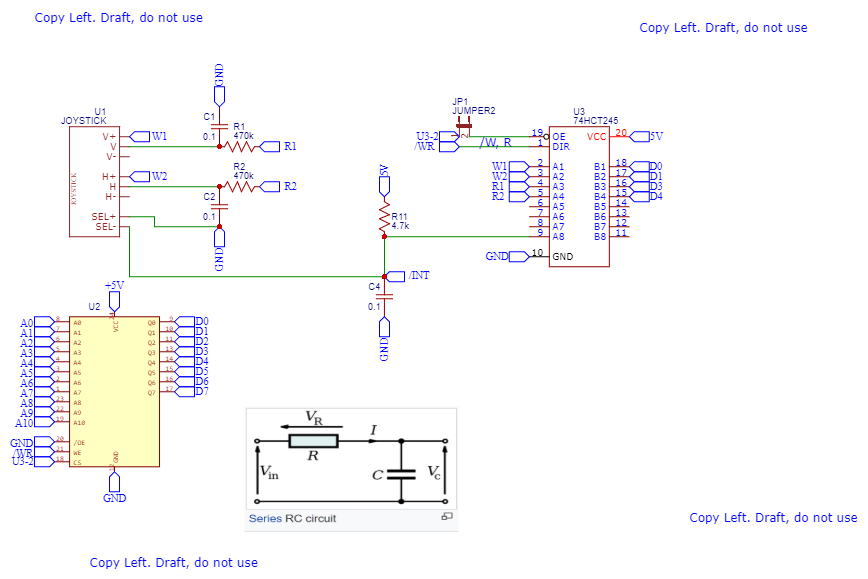 Copy Left. Draft, do not use
Copy Left. Draft, do not use
GND
C1
0.1
R1
470k
R1
U1
JOYSTICK
JOYSTICK
V+
V
V-
H+
H
H-
SEL+
SEL-
W1
W2
R2
470k
R2
C2
0.1
GND
5V
R11
4.7k
/INT
C4
0.1
GND
JP1
JUMPER2
1
2
U3-2
/WR
/W, R
U3
74HCT245
19 OE
1 DIR
W1 2 A1
W2 3 A2
R1 4 A3
R2 5 A4
6 A5
7 A6
8 A7
9 A8
GND 10 GND
VCC 20 5V
B1 18 D0
B2 17 D1
B3 16 D3
B4 15 D4
B5 14
B6 13
B7 12
B8 11
+5V
U2
VCC
A0 8 A0
A1 7 A1
A2 6 A2
A3 5 A3
A4 4 A4
A5 3 A5
A6 2 A6
A7 1 A7
A8 23 A8
A9 22 A9
A10 19 A10
GND 20 /OE
/WR 21 WE
U3-2 18 CS
Q0 9 D0
Q1 10 D1
Q2 11 D2
Q3 13 D3
Q4 14 D4
Q5 15 D5
Q6 16 D6
Q7 17 D7
GND
GND
VR
I
R
Vin
C
Vc
Series RC circuit
Copy Left. Draft, do not use
Copy Left. Draft, do not use